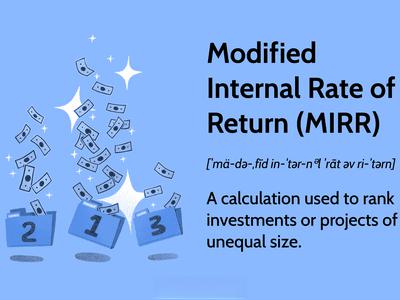 Modified
Internal Rate of
Return (MIRR)
['mä-də-ˌfīd in-ˈtər-nᵊl ˈrāt əv ri-ˈtərn]
A calculation used to rank
investments or projects of
unequal size.
2 1 3